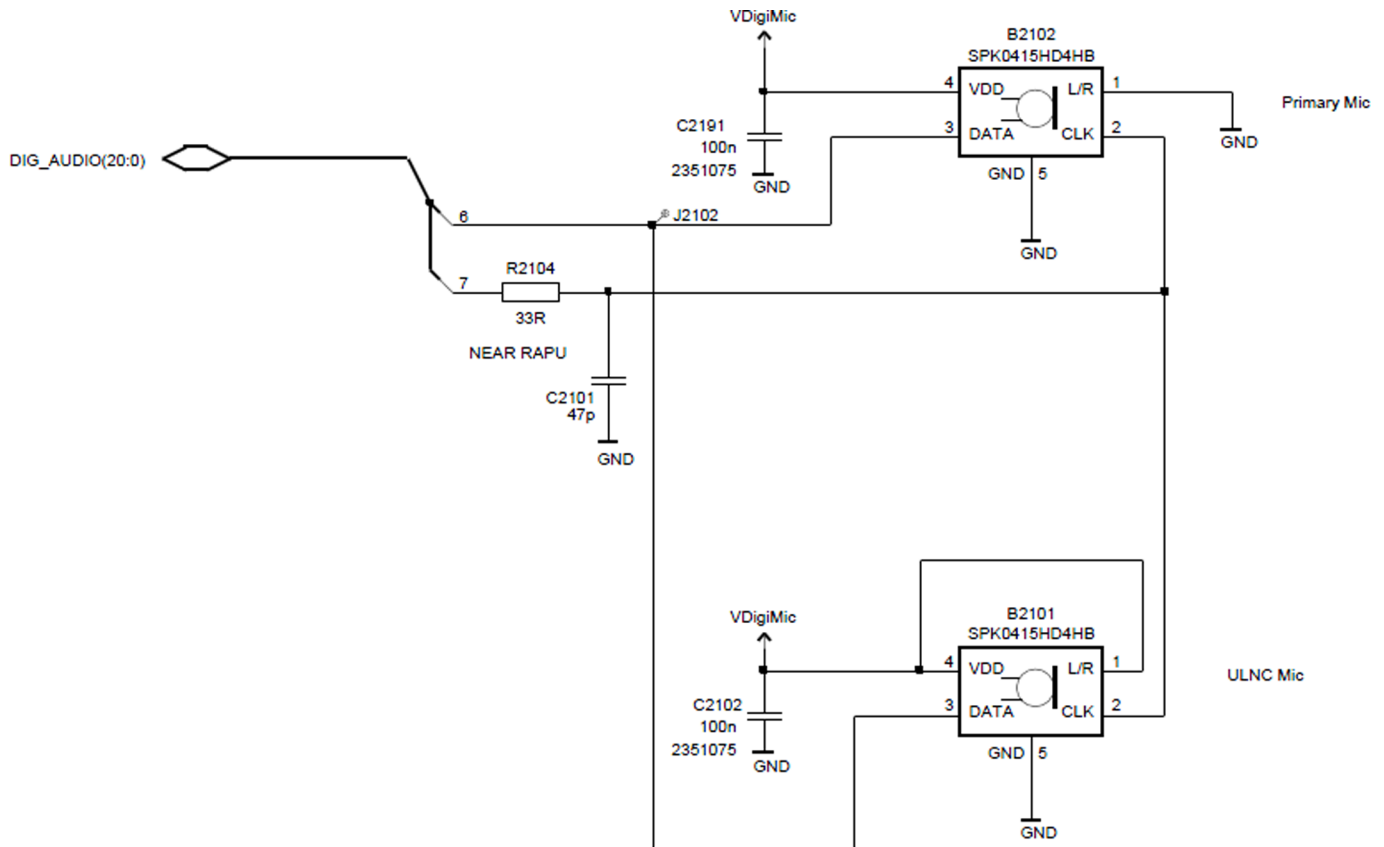 VDigiMic
B2102
SPK0415HD4HB
4 VDD L/R 1
Primary Mic
C2191
100n
2351075
GND
3 DATA CLK 2
GND
GND 5
GND
DIG_AUDIO(20:0)
6
J2102
7
R2104
33R
NEAR RAPU
C2101
47p
GND
VDigiMic
B2101
SPK0415HD4HB
4 VDD L/R 1
ULNC Mic
C2102
100n
2351075
GND
3 DATA CLK 2
GND 5
GND